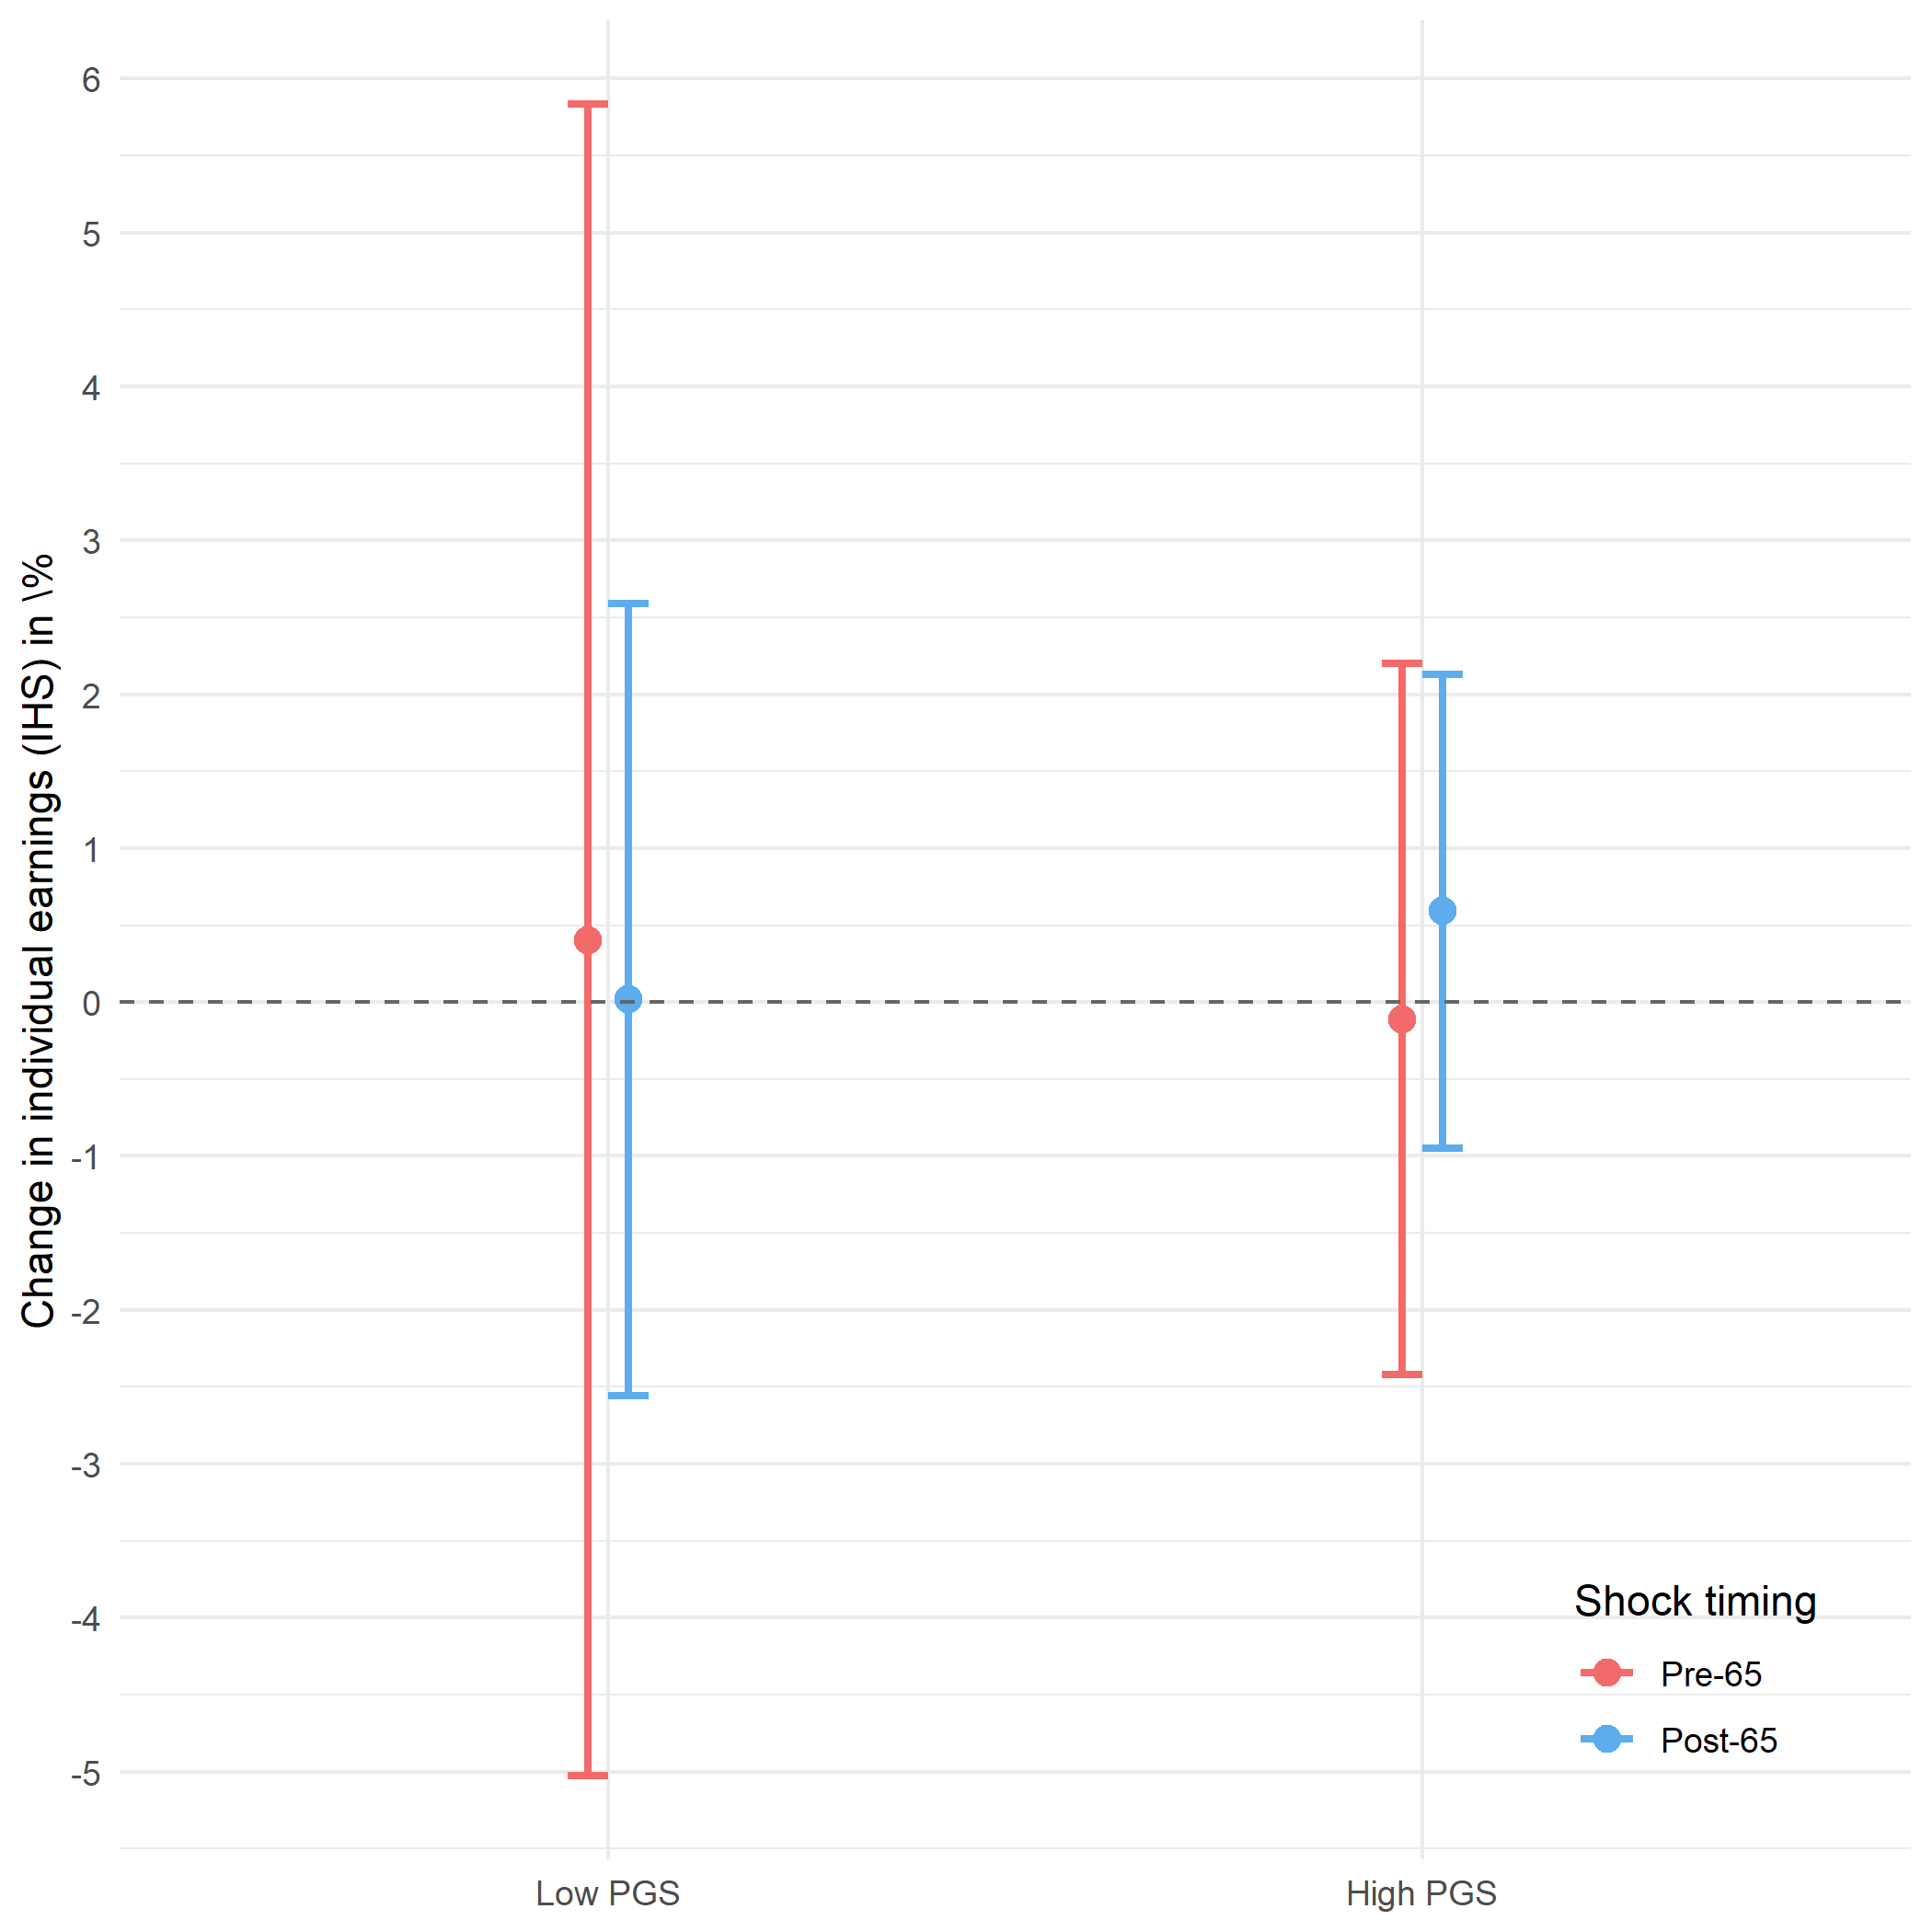 Change in individual earnings (IHS) in \%
6
5
4
3
2
1
0
-1
-2
-3
-4
-5
Low PGS
High PGS
Shock timing
Pre-65
Post-65